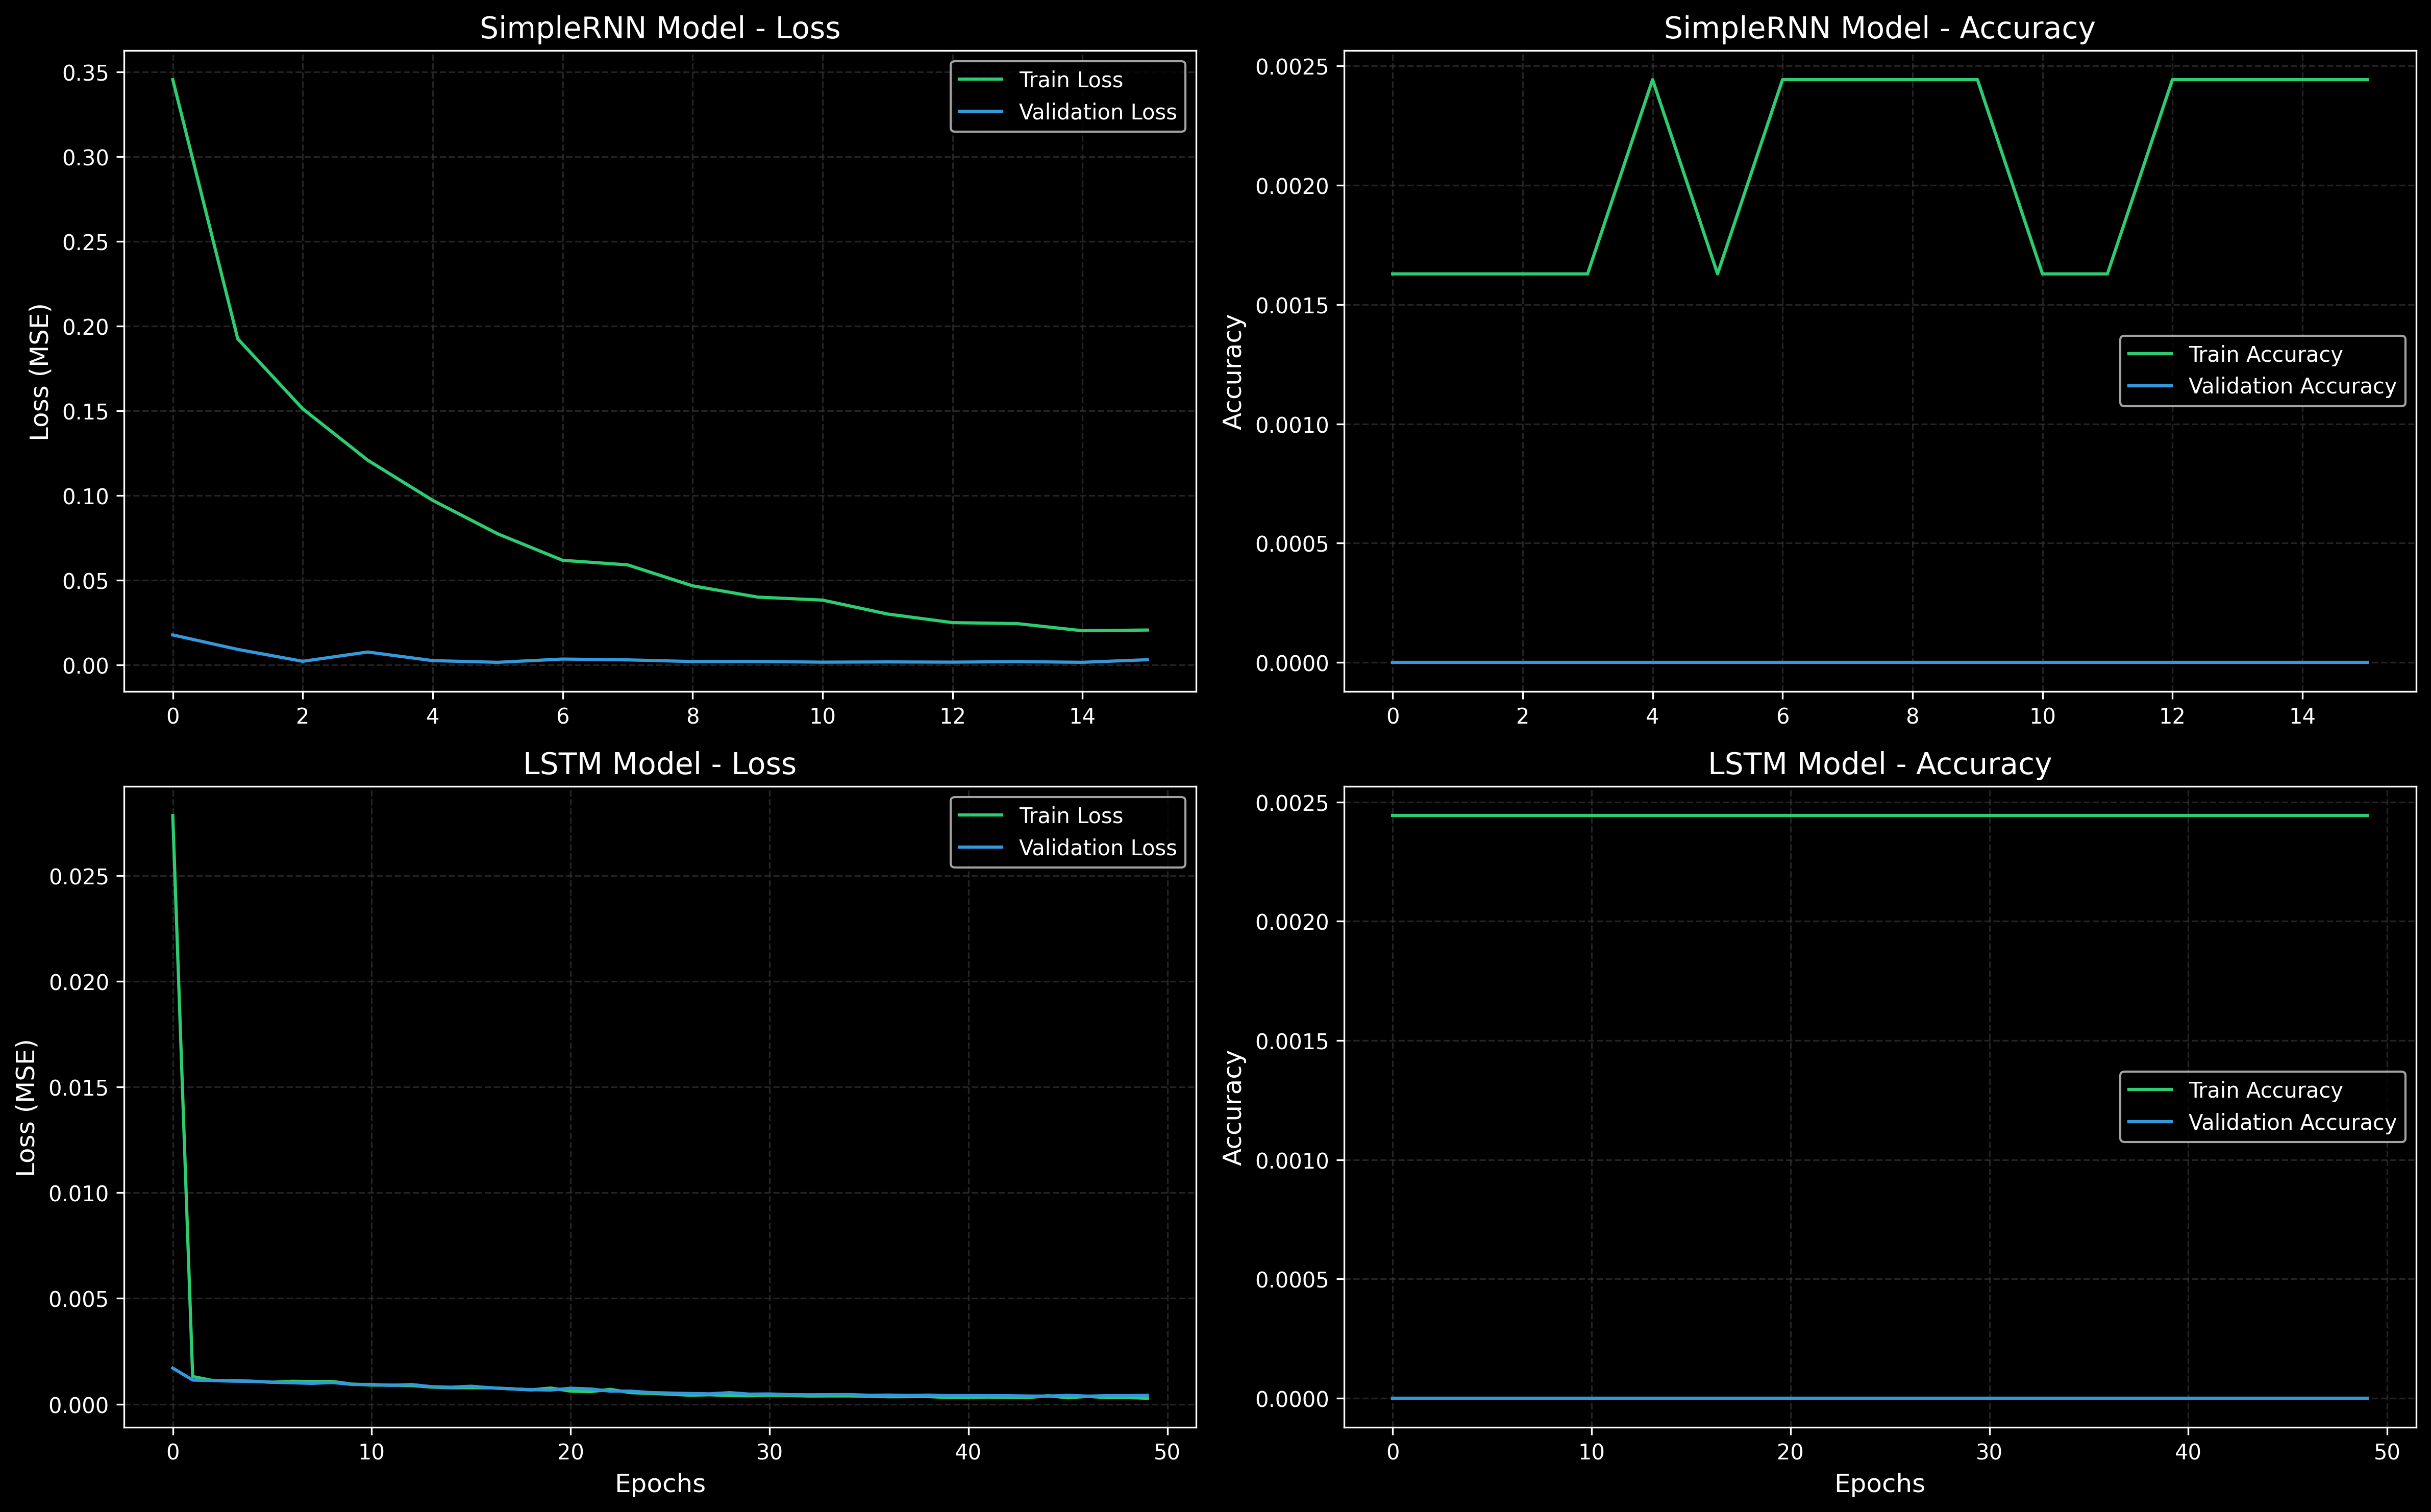 SimpleRNN Model - Loss
Loss (MSE)
0.35
0.30
0.25
0.20
0.15
0.10
0.05
0.00
Train Loss
Validation Loss
0 2 4 6 8 10 12 14
SimpleRNN Model - Accuracy
Accuracy
0.0025
0.0020
0.0015
0.0010
0.0005
0.0000
Train Accuracy
Validation Accuracy
0 2 4 6 8 10 12 14
LSTM Model - Loss
Loss (MSE)
0.025
0.020
0.015
0.010
0.005
0.000
Train Loss
Validation Loss
0 10 20 30 40 50
Epochs
LSTM Model - Accuracy
Accuracy
0.0025
0.0020
0.0015
0.0010
0.0005
0.0000
Train Accuracy
Validation Accuracy
0 10 20 30 40 50
Epochs